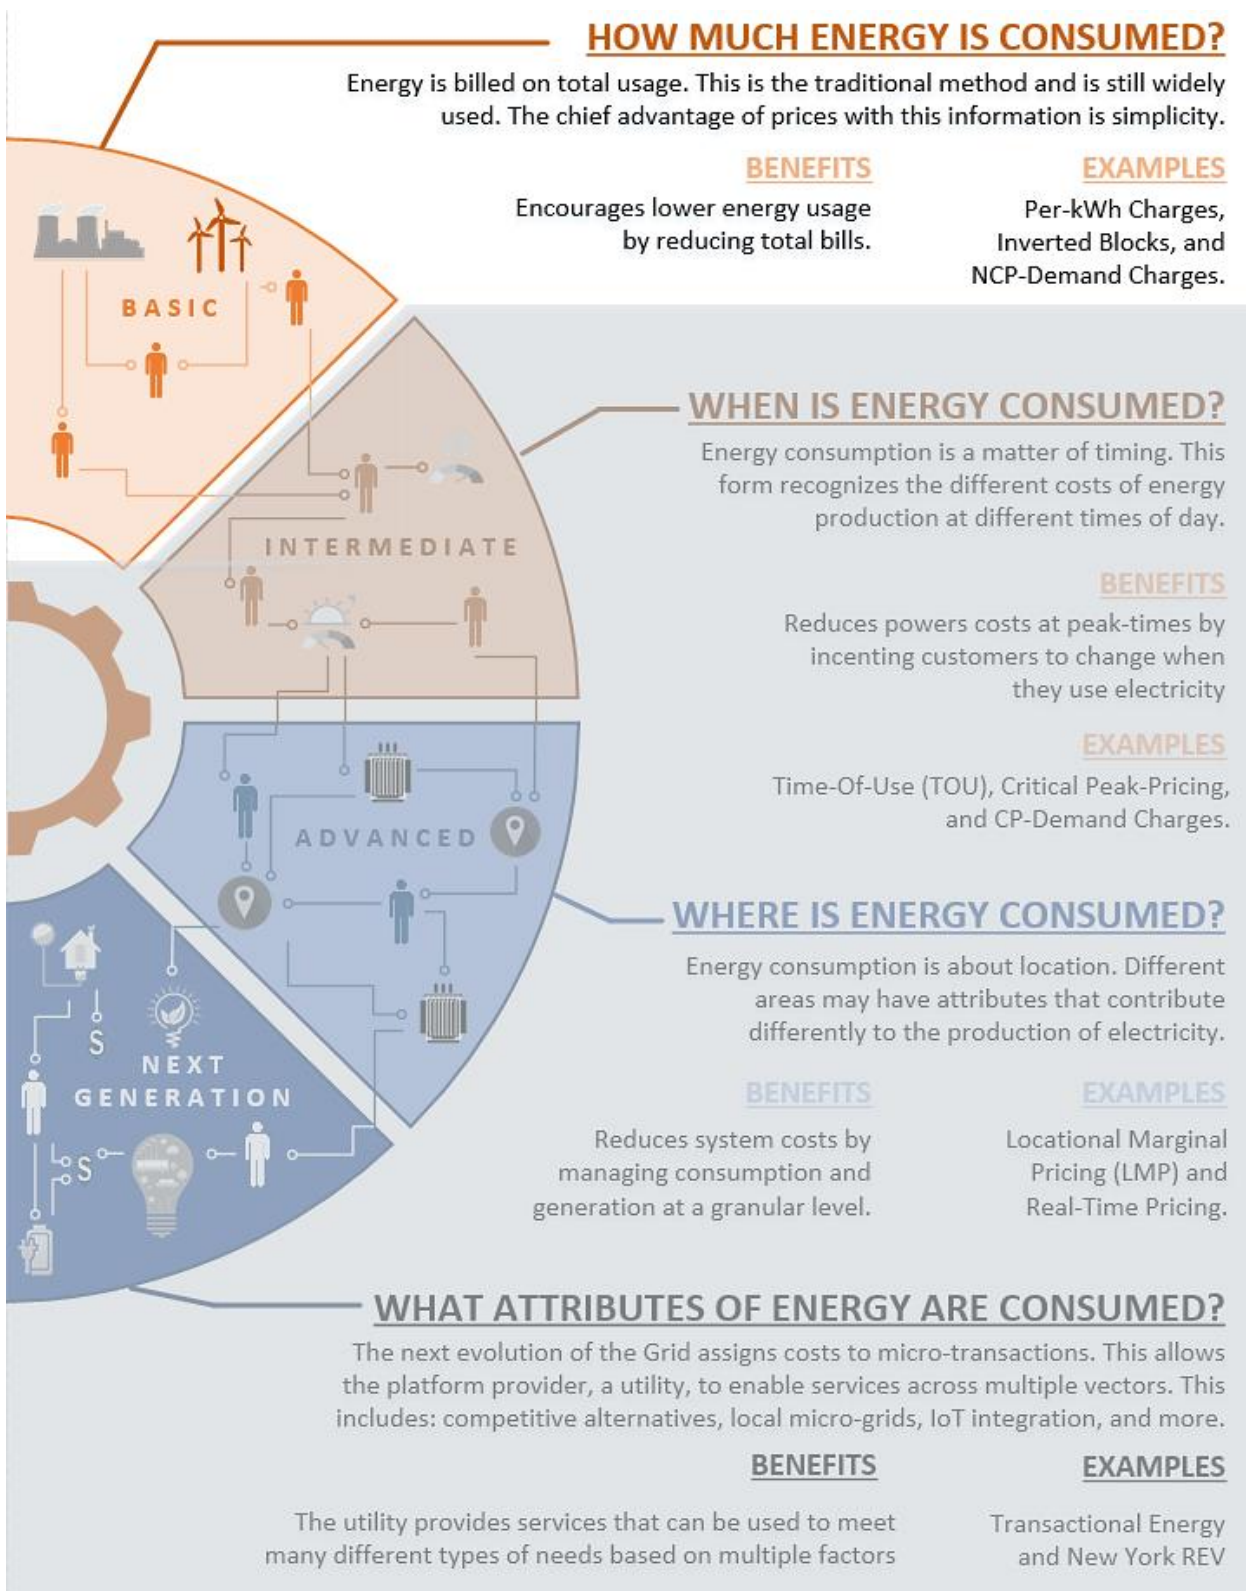 HOW MUCH ENERGY IS CONSUMED?
Energy is billed on total usage. This is the traditional method and is still widely
used. The chief advantage of prices with this information is simplicity.
BENEFITS
Encourages lower energy usage
by reducing total bills.
EXAMPLES
Per-kWh Charges,
Inverted Blocks, and
NCP-Demand Charges.
BASIC
WHEN IS ENERGY CONSUMED?
Energy consumption is a matter of timing. This
form recognizes the different costs of energy
production at different times of day.
INTERMEDIATE
BENEFITS
Reduces powers costs at peak-times by
incenting customers to change when
they use electricity
EXAMPLES
Time-Of-Use (TOU), Critical Peak-Pricing,
and CP-Demand Charges.
ADVANCED
WHERE IS ENERGY CONSUMED?
Energy consumption is about location. Different
areas may have attributes that contribute
differently to the production of electricity.
BENEFITS
Reduces system costs by
managing consumption and
generation at a granular level.
EXAMPLES
Locational Marginal
Pricing (LMP) and
Real-Time Pricing.
$
NEXT
GENERATION
$
WHAT ATTRIBUTES OF ENERGY ARE CONSUMED?
The next evolution of the Grid assigns costs to micro-transactions. This allows
the platform provider, a utility, to enable services across multiple vectors. This
includes: competitive alternatives, local micro-grids, IoT integration, and more.
BENEFITS
The utility provides services that can be used to meet
many different types of needs based on multiple factors
EXAMPLES
Transactional Energy
and New York REV